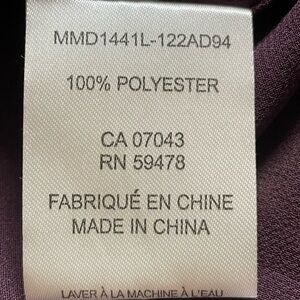 MMD1441L-122AD94
100% POLYESTER
CA 07043
RN 59478
FABRIQUÉ EN CHINE
MADE IN CHINA
LAVER À LA MACHINE À L'EAU